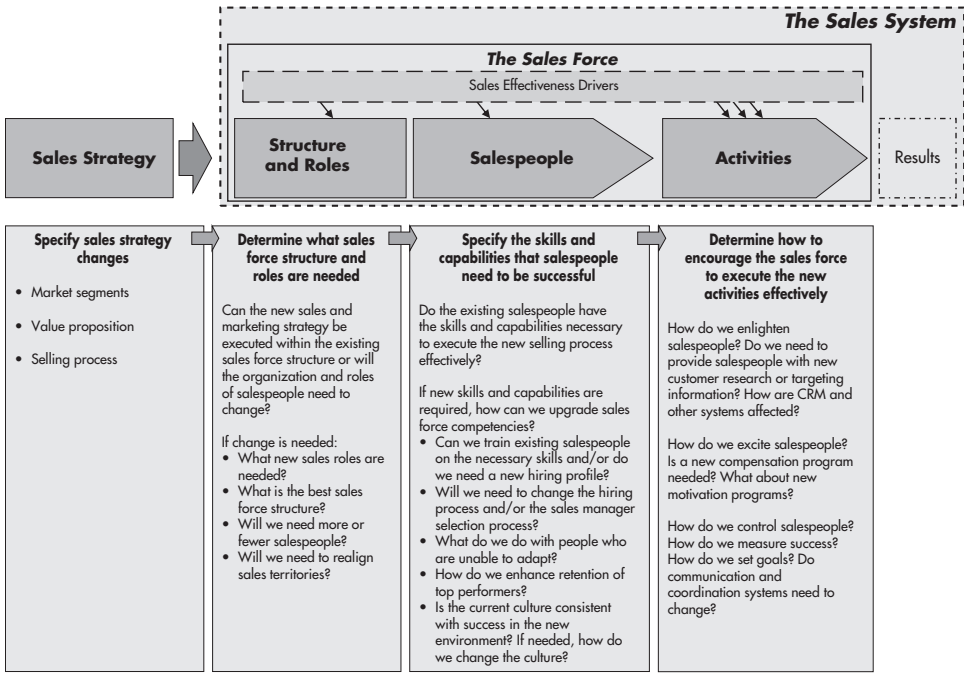 The Sales System
The Sales Force
Sales Effectiveness Drivers
Sales Strategy
Structure
and Roles
Salespeople
Activities
Results
Specify sales strategy
changes
• Market segments
• Value proposition
• Selling process
Determine what sales
force structure and
roles are needed
Can the new sales and
marketing strategy be
executed within the existing
sales force structure or will
the organization and roles
of salespeople need to
change?
If change is needed:
• What new sales roles are
needed?
• What is the best sales
force structure?
• Will we need more or
fewer salespeople?
• Will we need to realign
sales territories?
Specify the skills and
capabilities that salespeople
need to be successful
Do the existing salespeople have
the skills and capabilities necessary
to execute the new selling process
effectively?
If new skills and capabilities are
required, how can we upgrade sales
force competencies?
• Can we train existing salespeople
on the necessary skills and/or do
we need a new hiring profile?
• Will we need to change the hiring
process and/or the sales manager
selection process?
• What do we do with people who
are unable to adapt?
• How do we enhance retention of
top performers?
• Is the current culture consistent
with success in the new
environment? If needed, how do
we change the culture?
Determine how to
encourage the sales force
to execute the new
activities effectively
How do we enlighten
salespeople? Do we need to
provide salespeople with new
customer research or targeting
information? How are CRM and
other systems affected?
How do we excite salespeople?
Is a new compensation program
needed? What about new
motivation programs?
How do we control salespeople?
How do we measure success?
How do we set goals? Do
communication and
coordination systems need to
change?